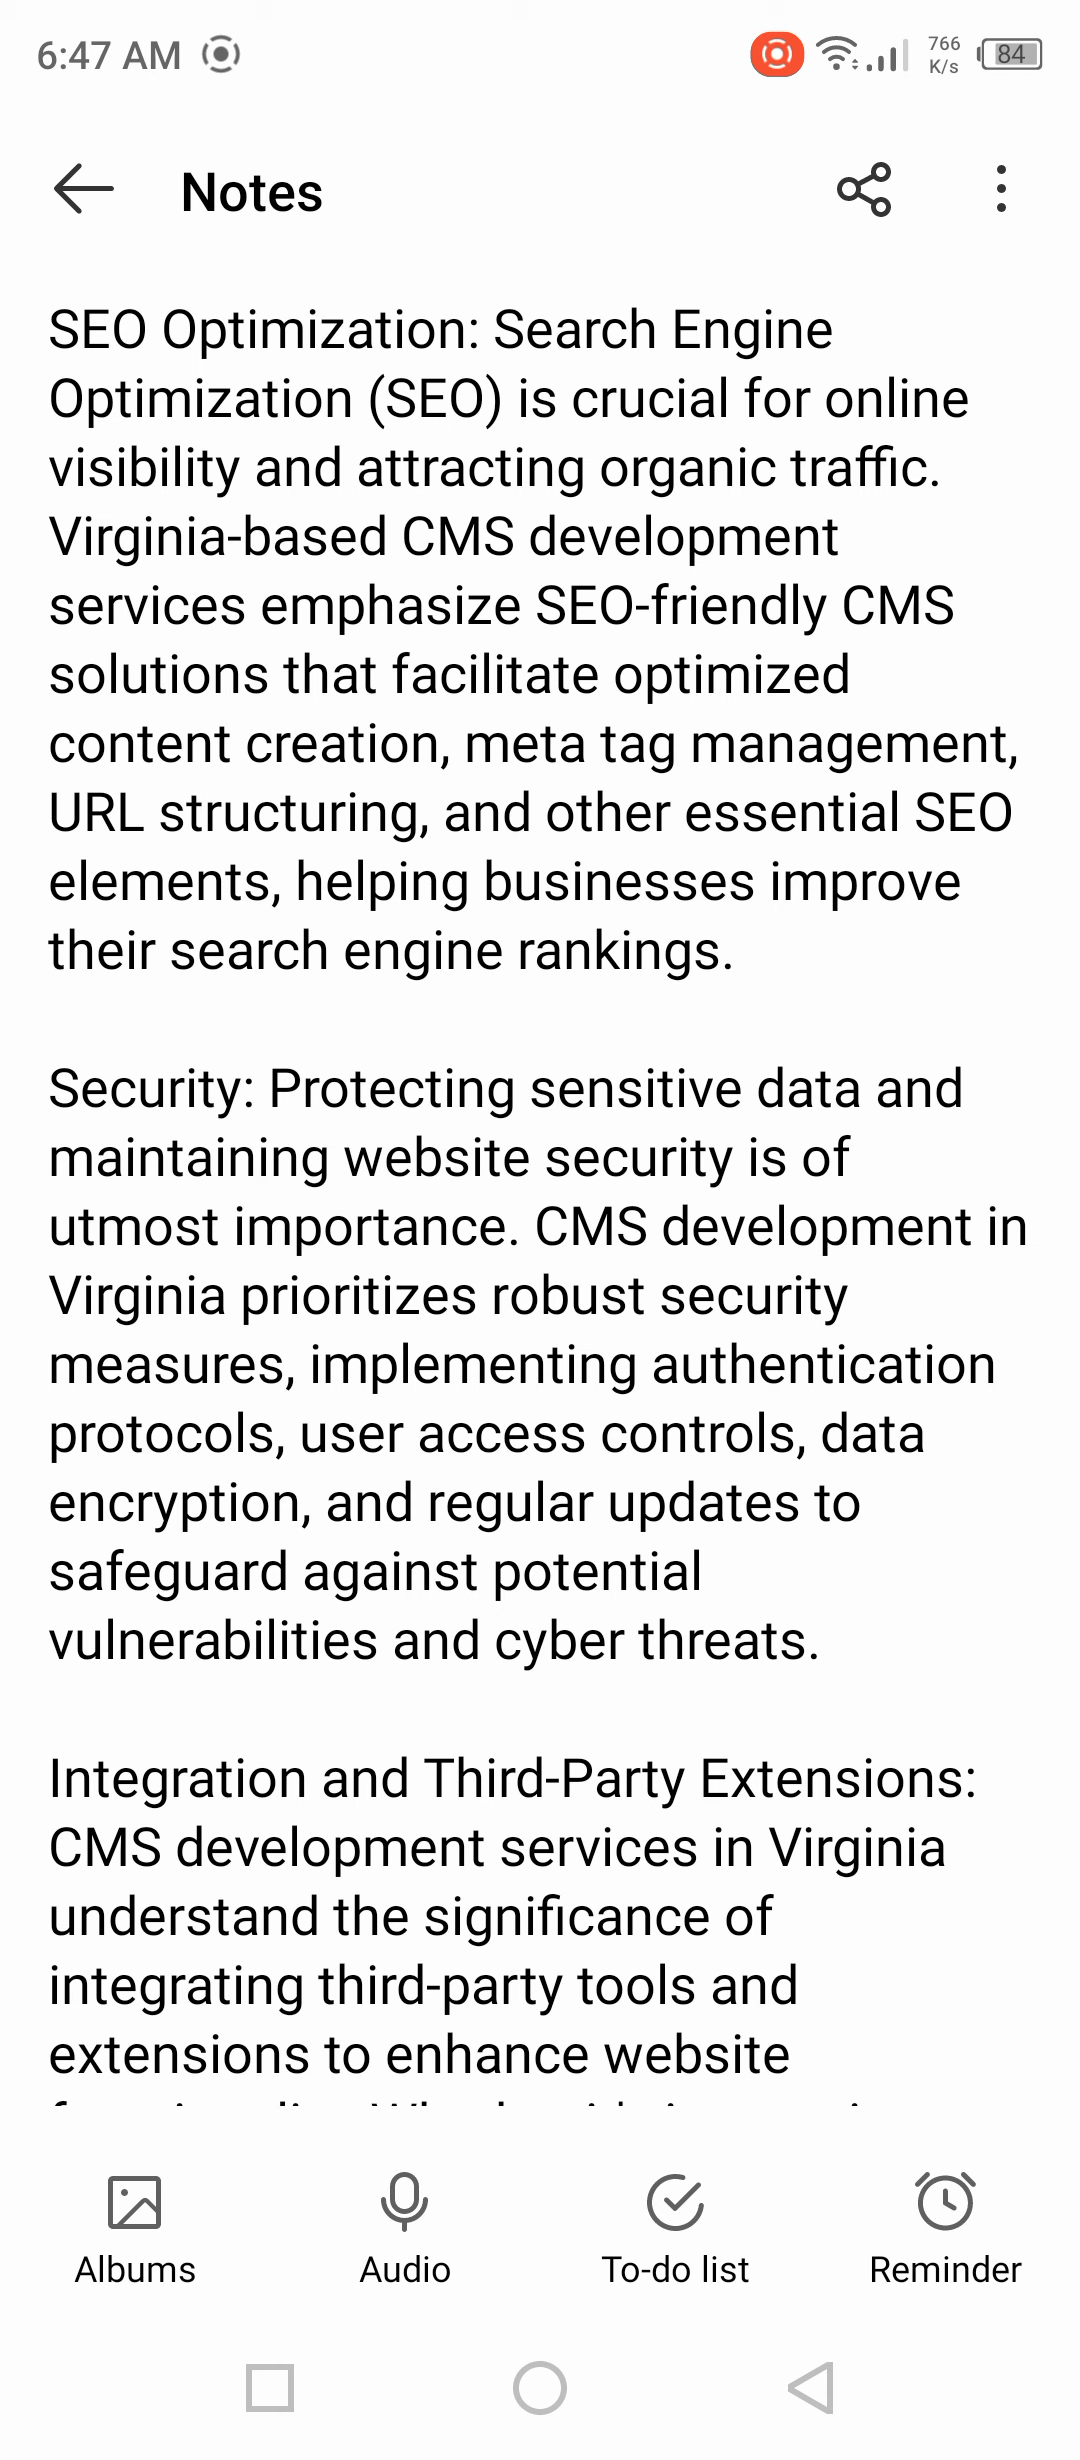 6:47 AM
766
K/s
84
Notes
SEO Optimization: Search Engine
Optimization (SEO) is crucial for online
visibility and attracting organic traffic.
Virginia-based CMS development
services emphasize SEO-friendly CMS
solutions that facilitate optimized
content creation, meta tag management,
URL structuring, and other essential SEO
elements, helping businesses improve
their search engine rankings.
Security: Protecting sensitive data and
maintaining website security is of
utmost importance. CMS development in
Virginia prioritizes robust security
measures, implementing authentication
protocols, user access controls, data
encryption, and regular updates to
safeguard against potential
vulnerabilities and cyber threats.
Integration and Third-Party Extensions:
CMS development services in Virginia
understand the significance of
integrating third-party tools and
extensions to enhance website
Albums
Audio
To-do list
Reminder